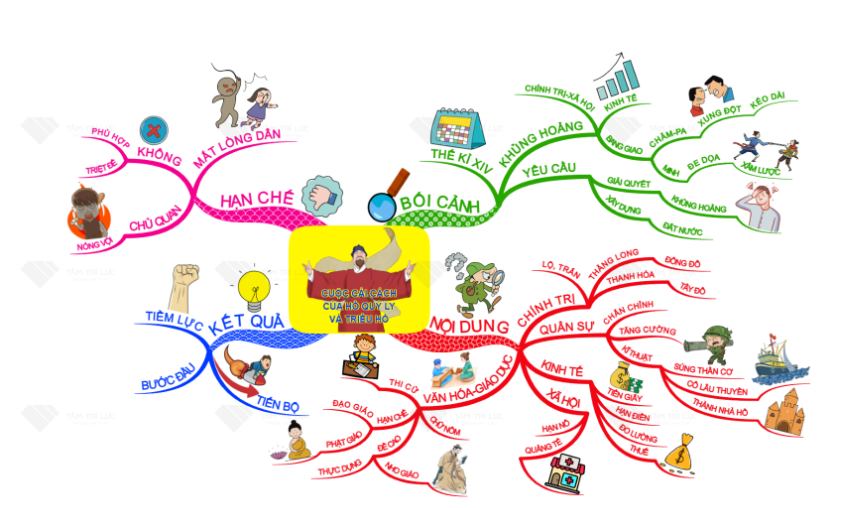 CUỘC CẢI CÁCH
CỦA HỒ QUÝ LY
VÀ TRIỀU HỒ
BỐI CẢNH
THẾ KỈ XIV
KHỦNG HOẢNG
CHÍNH TRỊ-XÃ HỘI
KINH TẾ
BANG GIAO
CHĂM-PA
XUNG ĐỘT
KÉO DÀI
MINH
ĐE DỌA
XÂM LƯỢC
YÊU CẦU
GIẢI QUYẾT
KHỦNG HOẢNG
XÂY DỰNG
ĐẤT NƯỚC
NỘI DUNG
CHÍNH TRỊ
LỌ, TRẤN
THĂNG LONG
ĐÔNG ĐÔ
THANH HÓA
TÂY ĐÔ
QUÂN SỰ
CHẤN CHỈNH
TĂNG CƯỜNG
KĨ THUẬT
SÚNG THẦN CƠ
CỔ LÂU THUYỀN
THÀNH NHÀ HỒ
KINH TẾ
TIỀN GIẤY
HẠN ĐIỀN
ĐO LƯỜNG
THUẾ
XÃ HỘI
HẠN NÔ
QUẢNG TẾ
VĂN HÓA-GIÁO DỤC
THI CỬ
CHỮ NÔM
HẠN CHẾ
ĐẠO GIÁO
PHẬT GIÁO
ĐỀ CAO
THỰC DỤNG
NHO GIÁO
KẾT QUẢ
TIỀM LỰC
BƯỚC ĐẦU
TIẾN BỘ
HẠN CHẾ
MẤT LÒNG DÂN
KHÔNG
PHÙ HỢP
TRIỆT ĐỂ
CHỦ QUAN
NÓNG VỘI